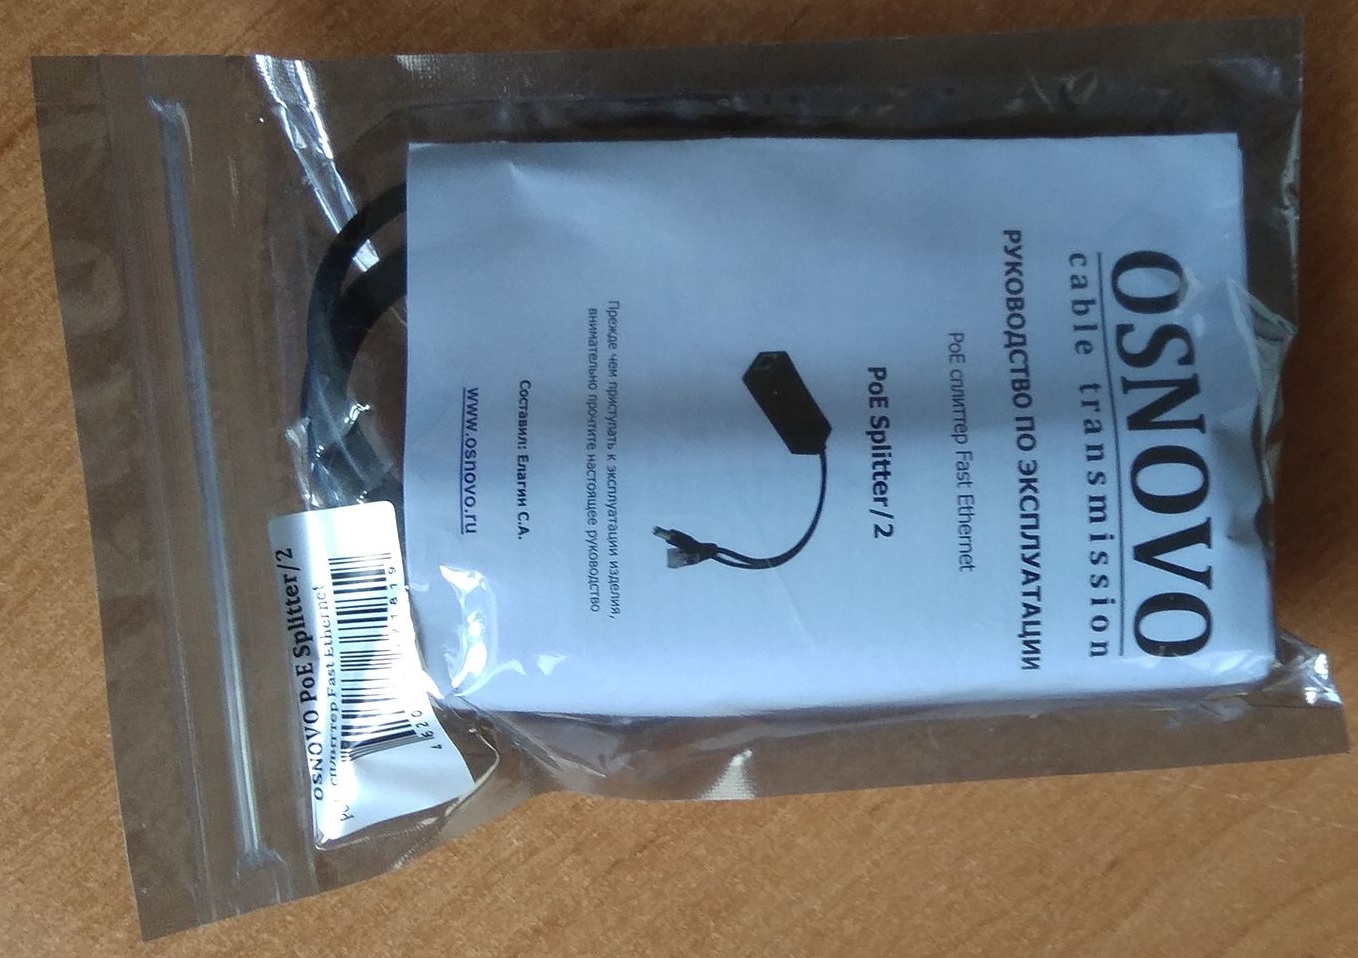 OSNOVO
cable transmission
РУКОВОДСТВО ПО ЭКСПЛУАТАЦИИ
PoE сплиттер Fast Ethernet
PoE Splitter/2
Прежде чем приступать к эксплуатации изделия,
внимательно прочтите настоящее руководство
Составил: Елагин С.А.
www.osnovo.ru
OSNOVO PoE Splitter/2
сплиттер Fast Ethernet